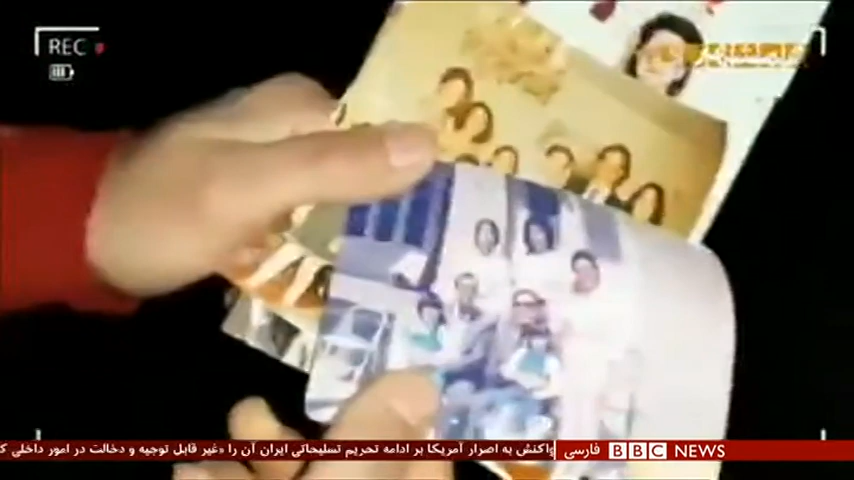 REC
واکنش به اصرار آمریکا بر ادامه تحریم تسلیحاتی ایران آن را «غیر قابل توجیه و دخالت در امور داخلی ک
BBC NEWS فارسی